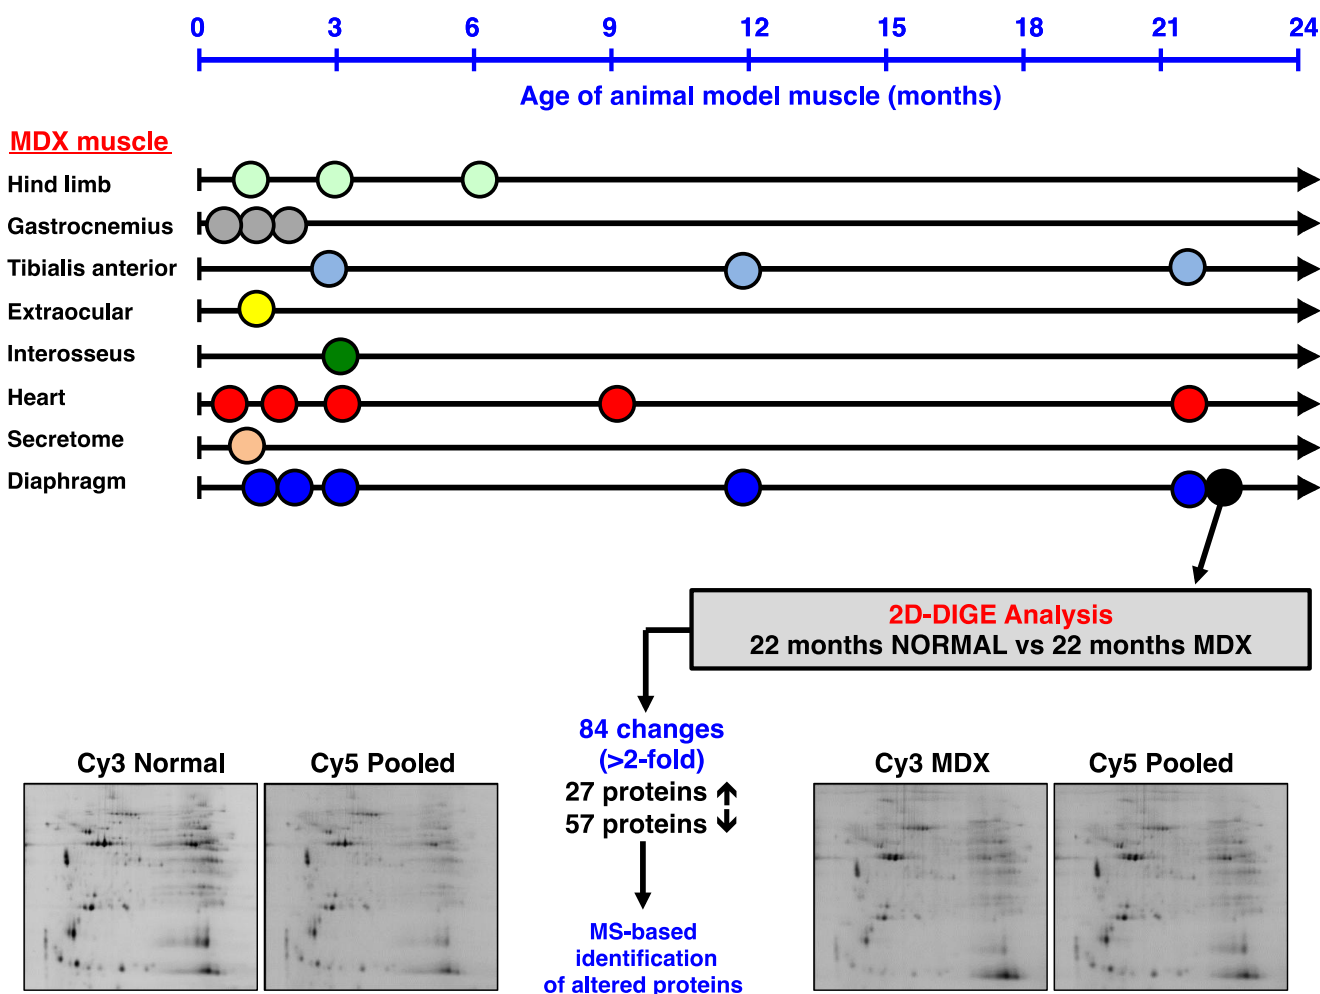 0 3 6 9 12 15 18 21 24
Age of animal model muscle (months)
MDX muscle
Hind limb
Gastrocnemius
Tibialis anterior
Extraocular
Interosseus
Heart
Secretome
Diaphragm
2D-DIGE Analysis
22 months NORMAL vs 22 months MDX
84 changes
(>2-fold)
27 proteins ↑
57 proteins ↓
MS-based
identification
of altered proteins
Cy3 Normal
Cy5 Pooled
Cy3 MDX
Cy5 Pooled